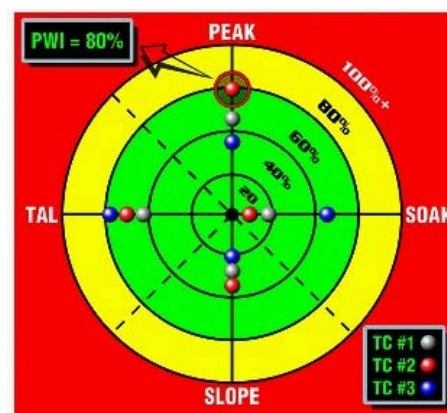 PEAK
PWI = 80%
100%+
80%
60%
40%
20
TAL
SOAK
TC #1
TC #2
TC #3
SLOPE